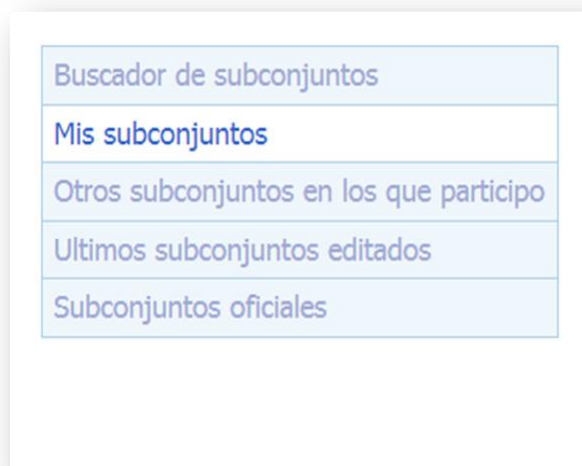 Buscador de subconjuntos
Mis subconjuntos
Otros subconjuntos en los que participo
Ultimos subconjuntos editados
Subconjuntos oficiales